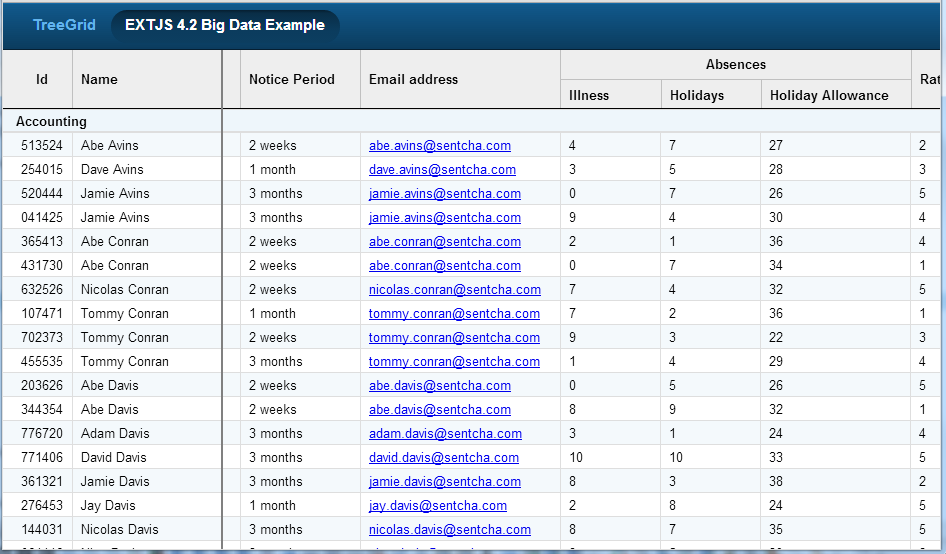 TreeGrid EXTJS 4.2 Big Data Example
Absences
Id Name Notice Period Email address Illness Holidays Holiday Allowance Rat
Accounting
513524 Abe Avins 2 weeks abe.avins@sentcha.com 4 7 27 2
254015 Dave Avins 1 month dave.avins@sentcha.com 3 5 28 3
520444 Jamie Avins 3 months jamie.avins@sentcha.com 0 7 26 5
041425 Jamie Avins 3 months jamie.avins@sentcha.com 9 4 30 4
365413 Abe Conran 2 weeks abe.conran@sentcha.com 2 1 36 4
431730 Abe Conran 2 weeks abe.conran@sentcha.com 0 7 34 1
632526 Nicolas Conran 2 weeks nicolas.conran@sentcha.com 7 4 32 5
107471 Tommy Conran 1 month tommy.conran@sentcha.com 7 2 36 1
702373 Tommy Conran 2 weeks tommy.conran@sentcha.com 9 3 22 3
455535 Tommy Conran 3 months tommy.conran@sentcha.com 1 4 29 4
203626 Abe Davis 2 weeks abe.davis@sentcha.com 0 5 26 5
344354 Abe Davis 2 weeks abe.davis@sentcha.com 8 9 32 1
776720 Adam Davis 3 months adam.davis@sentcha.com 3 1 24 4
771406 David Davis 3 months david.davis@sentcha.com 10 10 33 5
361321 Jamie Davis 3 months jamie.davis@sentcha.com 8 3 38 2
276453 Jay Davis 1 month jay.davis@sentcha.com 2 8 24 5
144031 Nicolas Davis 3 months nicolas.davis@sentcha.com 8 7 35 5